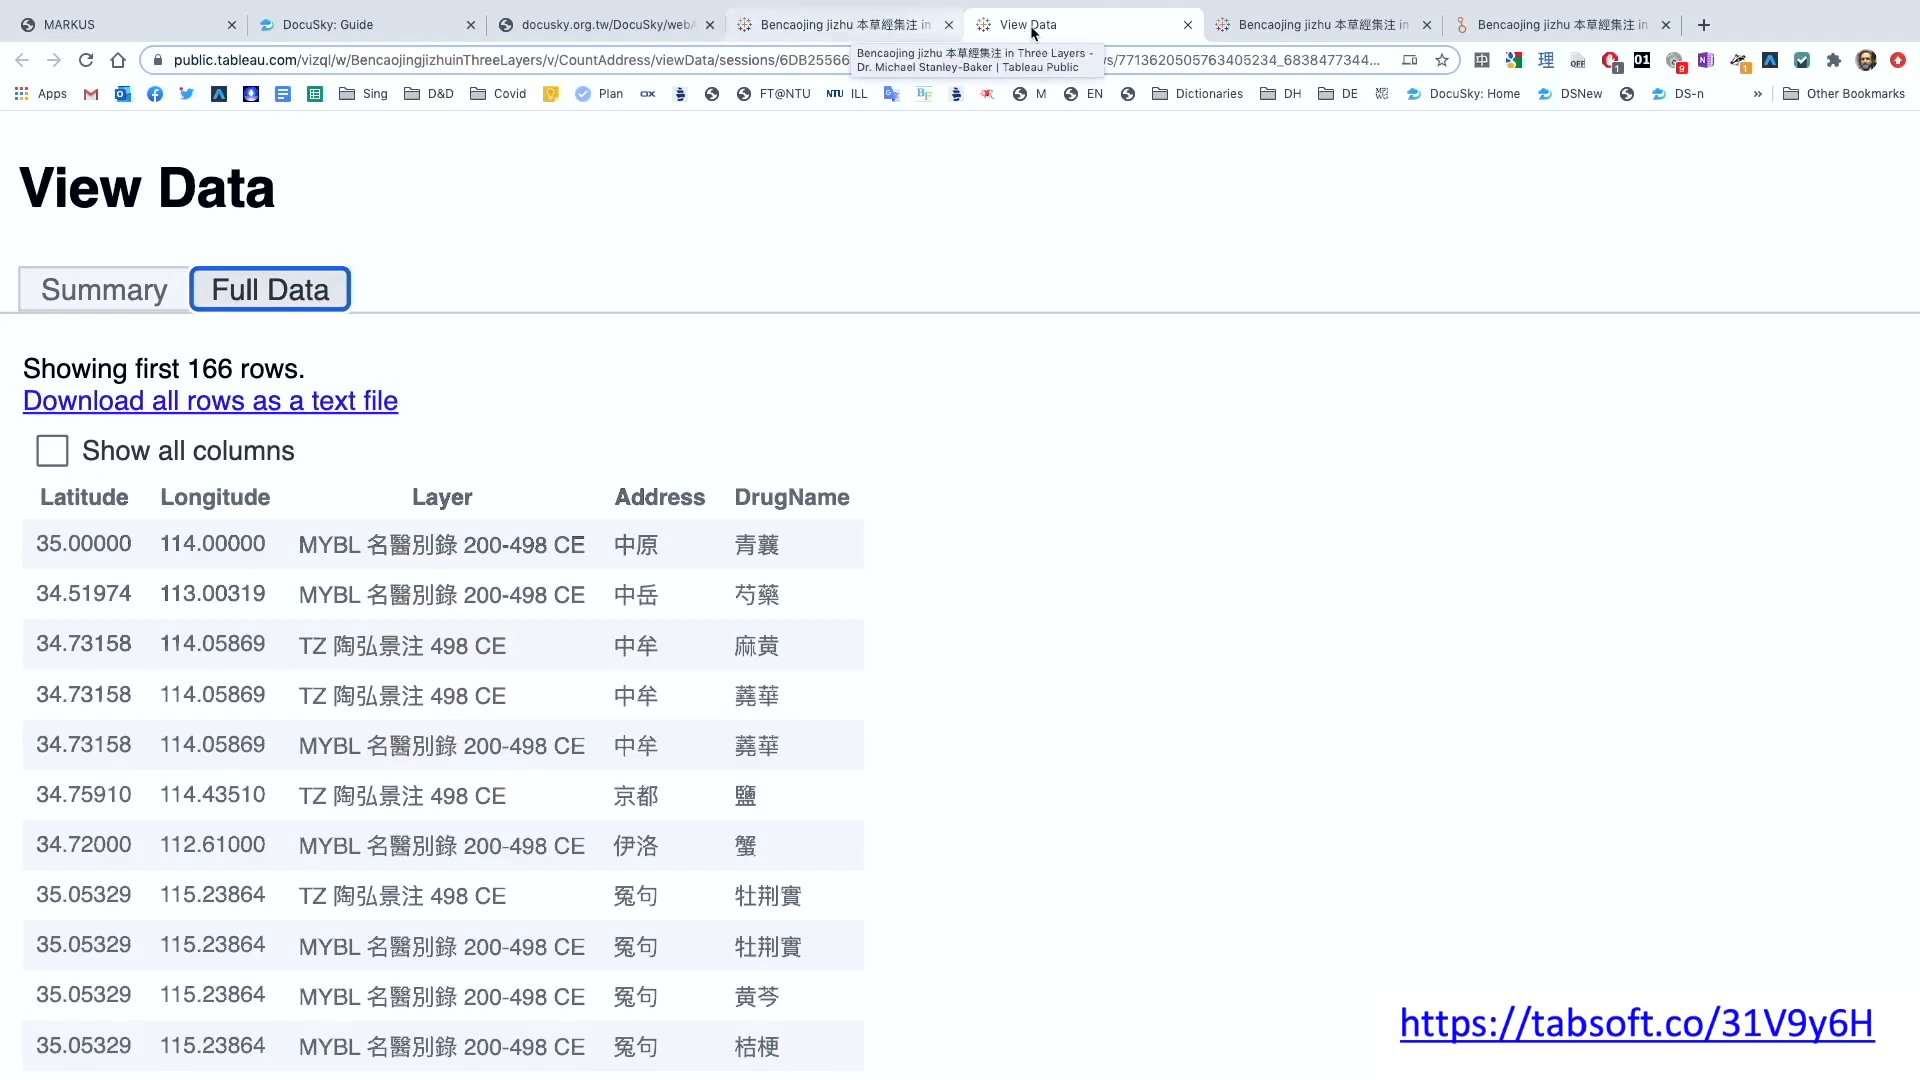 MARKUS
DocuSky: Guide
docusky.org.tw/DocuSky/webA
Bencaojing jizhu 本草經集注 in
View Data
Bencaojing jizhu 本草經集注 in
Bencaojing jizhu 本草經集注 in
public.tableau.com/vizql/w/BencaojingjizhuinThreeLayers/v/CountAddress/viewData/sessions/6DB25566
s/7713620505763405234_6838477344...
Bencaojing jizhu 本草經集注 in Three Layers -
Dr. Michael Stanley-Baker | Tableau Public
Apps
Sing
D&D
Covid
Plan
FT@NTU
NTU ILL
M
EN
Dictionaries
DH
DE
DocuSky: Home
DSNew
DS-n
»
Other Bookmarks
View Data
Summary
Full Data
Showing first 166 rows.
Download all rows as a text file
Show all columns
Latitude Longitude Layer Address DrugName
35.00000 114.00000 MYBL 名醫別錄 200-498 CE 中原 青蘘
34.51974 113.00319 MYBL 名醫別錄 200-498 CE 中岳 芍藥
34.73158 114.05869 TZ 陶弘景注 498 CE 中牟 麻黄
34.73158 114.05869 TZ 陶弘景注 498 CE 中牟 蕘華
34.73158 114.05869 MYBL 名醫別錄 200-498 CE 中牟 蕘華
34.75910 114.43510 TZ 陶弘景注 498 CE 京都 鹽
34.72000 112.61000 MYBL 名醫別錄 200-498 CE 伊洛 蟹
35.05329 115.23864 TZ 陶弘景注 498 CE 冤句 牡荆實
35.05329 115.23864 MYBL 名醫別錄 200-498 CE 冤句 牡荆實
35.05329 115.23864 MYBL 名醫別錄 200-498 CE 冤句 黄芩
35.05329 115.23864 MYBL 名醫別錄 200-498 CE 冤句 桔梗
https://tabsoft.co/31V9y6H